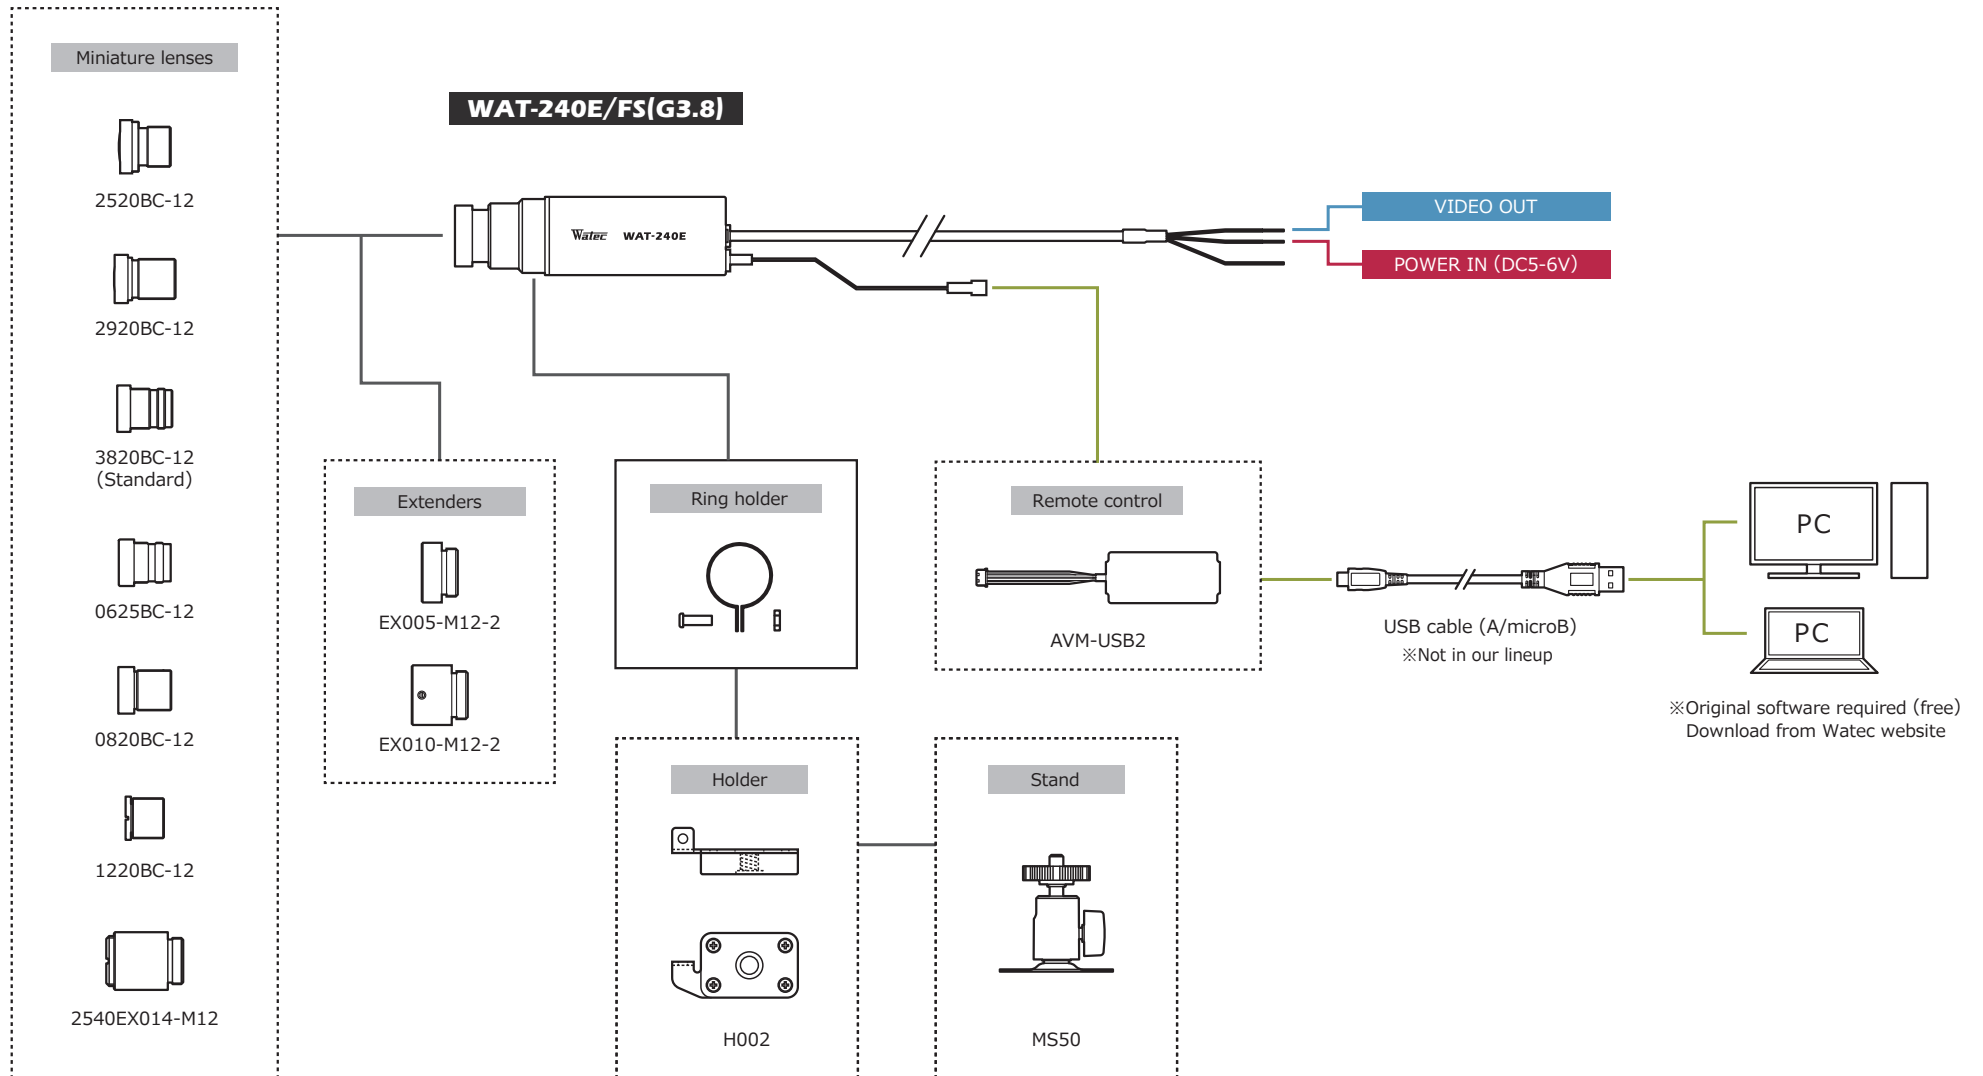 Miniature lenses
2520BC-12
2920BC-12
3820BC-12
(Standard)
0625BC-12
0820BC-12
1220BC-12
2540EX014-M12
WAT-240E/FS(G3.8)
Watec WAT-240E
VIDEO OUT
POWER IN (DC5-6V)
Extenders
EX005-M12-2
EX010-M12-2
Ring holder
Remote control
AVM-USB2
USB cable (A/microB)
※Not in our lineup
PC
PC
※Original software required (free)
Download from Watec website
Holder
H002
Stand
MS50